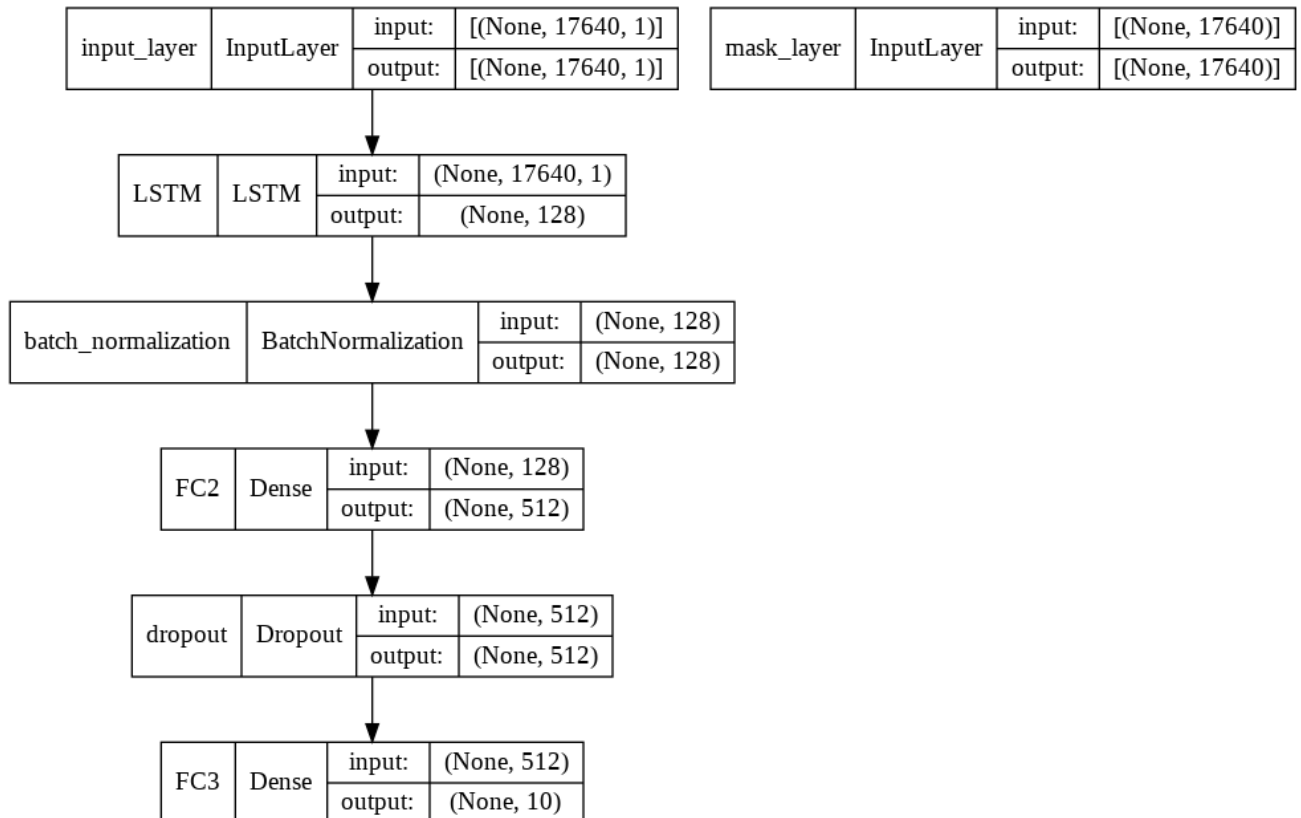 input_layer InputLayer input: [(None, 17640, 1)]
output: [(None, 17640, 1)]
mask_layer InputLayer input: [(None, 17640)]
output: [(None, 17640)]
LSTM LSTM input: (None, 17640, 1)
output: (None, 128)
batch_normalization BatchNormalization input: (None, 128)
output: (None, 128)
FC2 Dense input: (None, 128)
output: (None, 512)
dropout Dropout input: (None, 512)
output: (None, 512)
FC3 Dense input: (None, 512)
output: (None, 10)